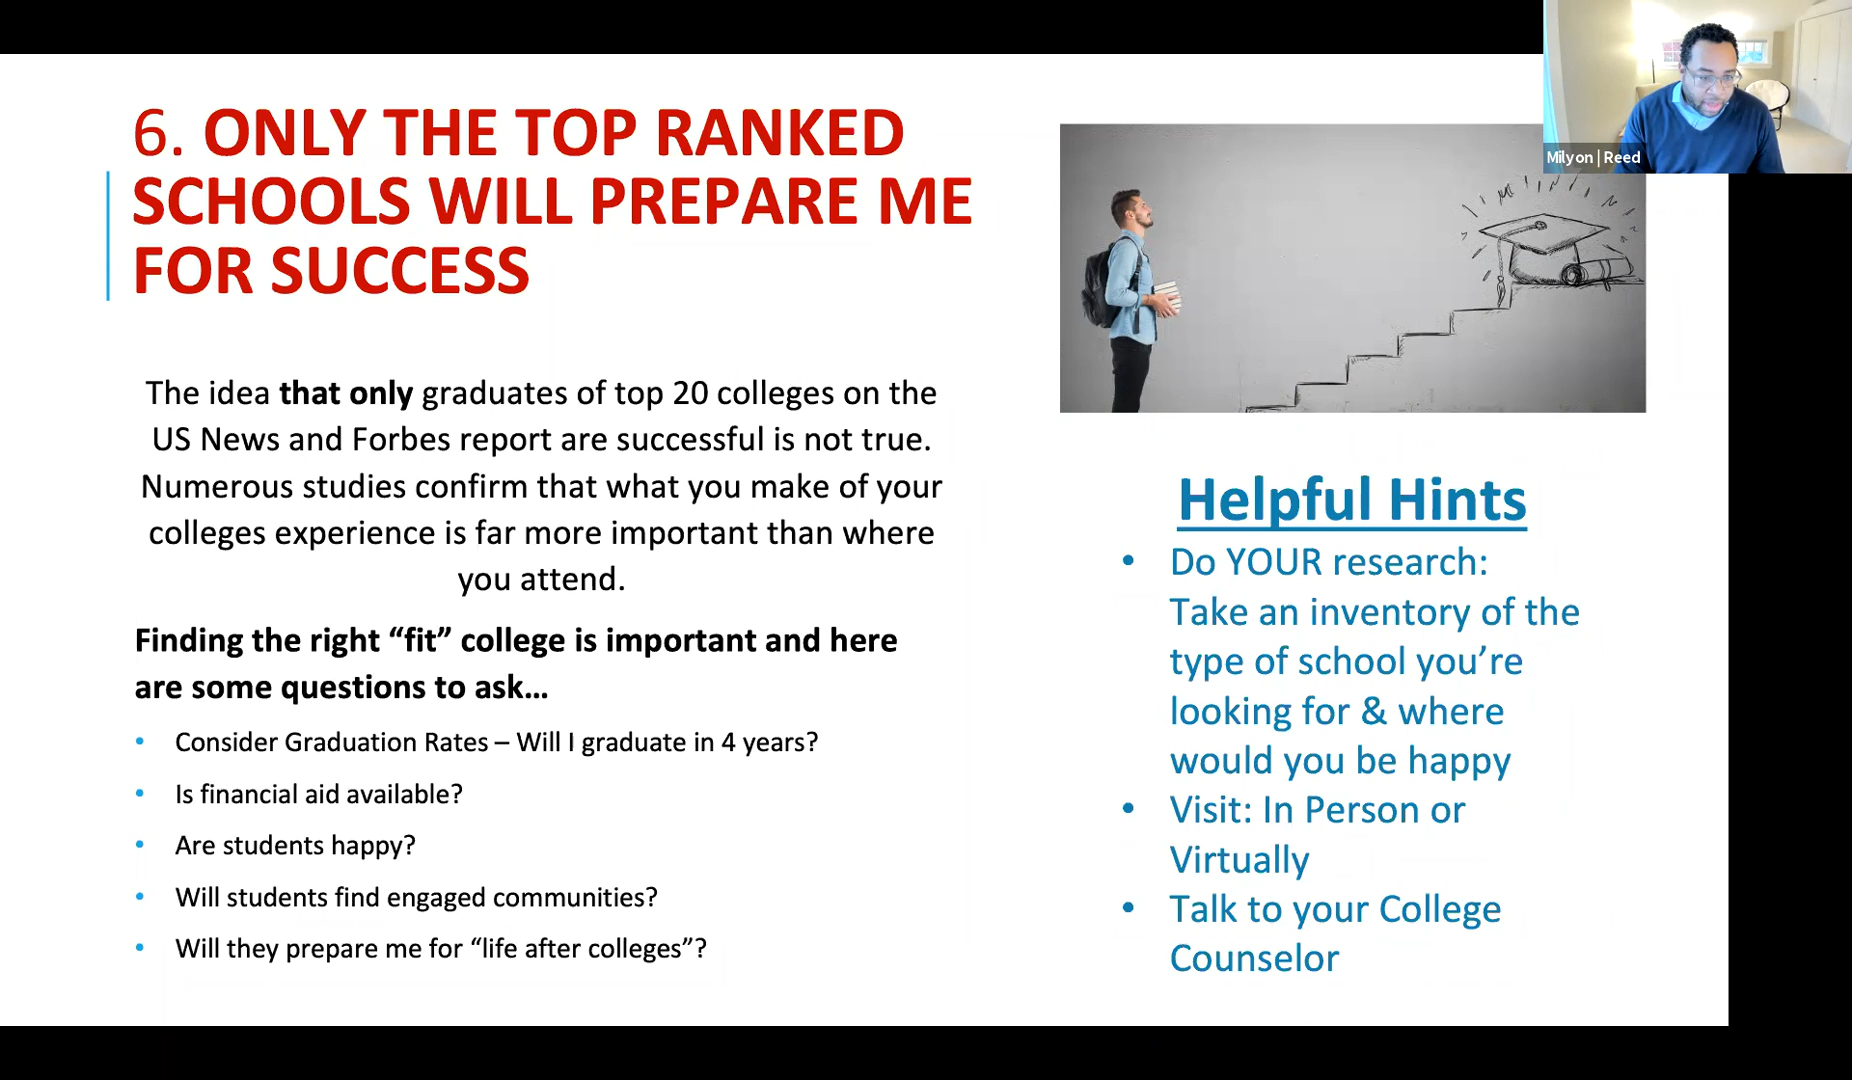 6. ONLY THE TOP RANKED
SCHOOLS WILL PREPARE ME
FOR SUCCESS
The idea that only graduates of top 20 colleges on the
US News and Forbes report are successful is not true.
Numerous studies confirm that what you make of your
colleges experience is far more important than where
you attend.
Finding the right “fit” college is important and here
are some questions to ask...
• Consider Graduation Rates – Will I graduate in 4 years?
• Is financial aid available?
• Are students happy?
• Will students find engaged communities?
• Will they prepare me for “life after colleges”?
Milyon | Reed
Helpful Hints
• Do YOUR research:
Take an inventory of the
type of school you’re
looking for & where
would you be happy
• Visit: In Person or
Virtually
• Talk to your College
Counselor